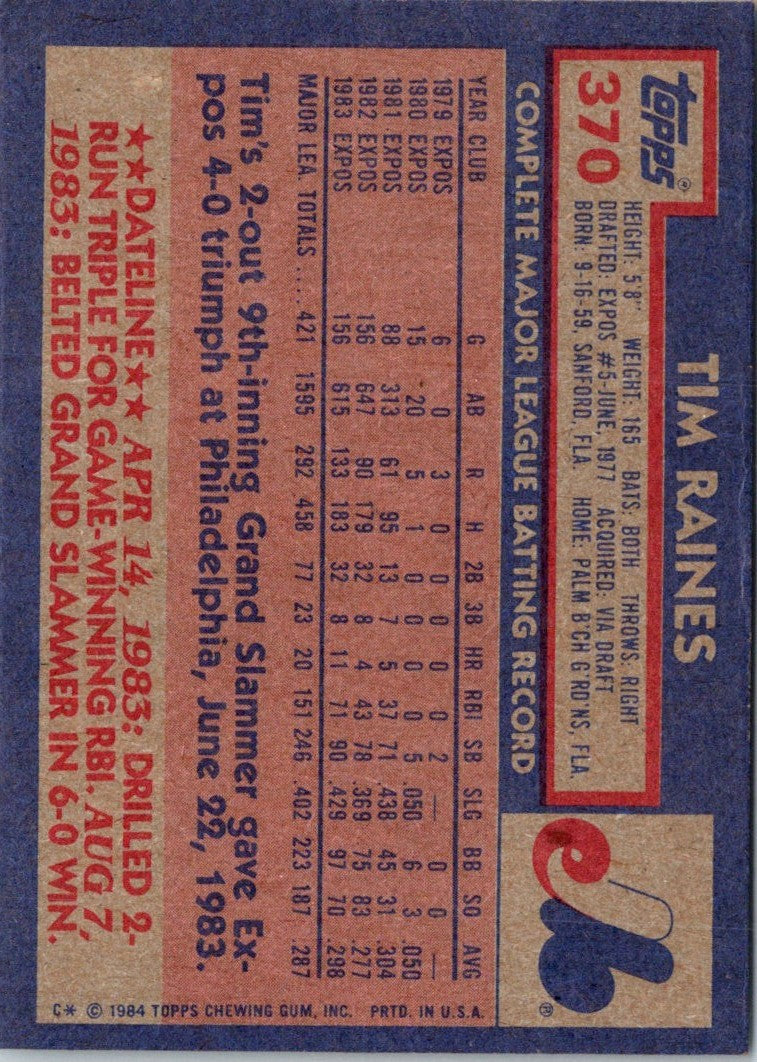 topps®
370
TIM RAINES
HEIGHT: 5'8" WEIGHT: 165 BATS: BOTH THROWS: RIGHT
DRAFTED: EXPOS #5-JUNE, 1977 ACQUIRED: VIA DRAFT
BORN: 9-16-59, SANFORD, FLA HOME: PALM B'CH G'RD'NS, FLA
COMPLETE MAJOR LEAGUE BATTING RECORD
YEAR CLUB G AB R H 2B 3B HR RBI SB SLG BB SO AVG
1979 EXPOS 6 0 3 0 0 0 0 0 2 — 0 0 —
1980 EXPOS 15 20 5 1 0 0 0 0 5 .050 6 3 .050
1981 EXPOS 88 313 61 95 13 7 5 37 71 .438 45 31 .304
1982 EXPOS 156 647 90 179 32 8 4 43 78 .369 75 83 .277
1983 EXPOS 156 615 133 183 32 8 11 71 90 .429 97 70 .298
MAJOR LEA. TOTALS .... 421 1595 292 458 77 23 20 151 246 .402 223 187 .287
Tim's 2-out 9th-inning Grand Slammer gave Ex-
pos 4-0 triumph at Philadelphia, June 22, 1983.
★★DATELINE★★ APR 14, 1983: DRILLED 2-
RUN TRIPLE FOR GAME-WINNING RBI. AUG 7,
1983: BELTED GRAND SLAMMER IN 6-0 WIN.
®
C* © 1984 TOPPS CHEWING GUM, INC. PRTD. IN U.S.A.